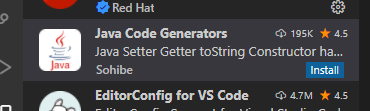 Red Hat
Java Code Generators 195K ★ 4.5
Java Setter Getter toString Constructor ha...
Java
Sohibe Install
EditorConfig for VS Code 4.7M ★ 4.5